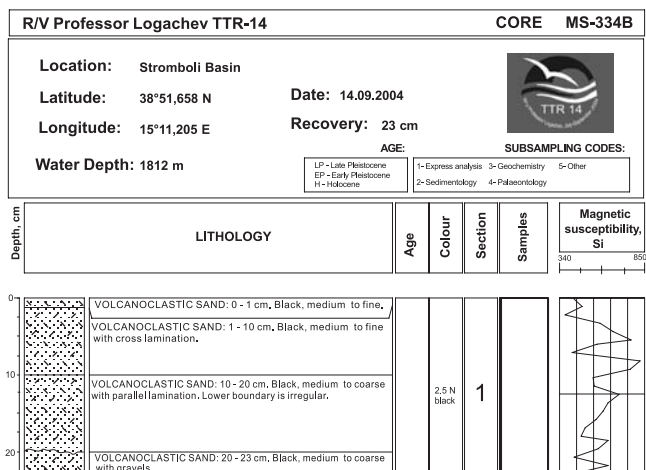 R/V Professor Logachev TTR-14 CORE MS-334B
Location: Stromboli Basin
Latitude: 38°51,658 N
Date: 14.09.2004
Longitude: 15°11,205 E
Recovery: 23 cm
Water Depth: 1812 m
TTR 14
AGE:
LP - Late Pleistocene
EP - Early Pleistocene
H - Holocene
SUBSAMPLING CODES:
1- Express analysis 3- Geochemistry 5- Other
2- Sedimentology 4- Palaeontology
Depth, cm
LITHOLOGY
Age
Colour
Section
Samples
Magnetic
susceptibility,
Si
340 850
0
VOLCANOCLASTIC SAND: 0 - 1 cm. Black, medium to fine.
VOLCANOCLASTIC SAND: 1 - 10 cm. Black, medium to fine
with cross lamination.
10
VOLCANOCLASTIC SAND: 10 - 20 cm. Black, medium to coarse
with parallel lamination. Lower boundary is irregular.
2,5 N
black
1
20
VOLCANOCLASTIC SAND: 20 - 23 cm. Black, medium to coarse
with gravels